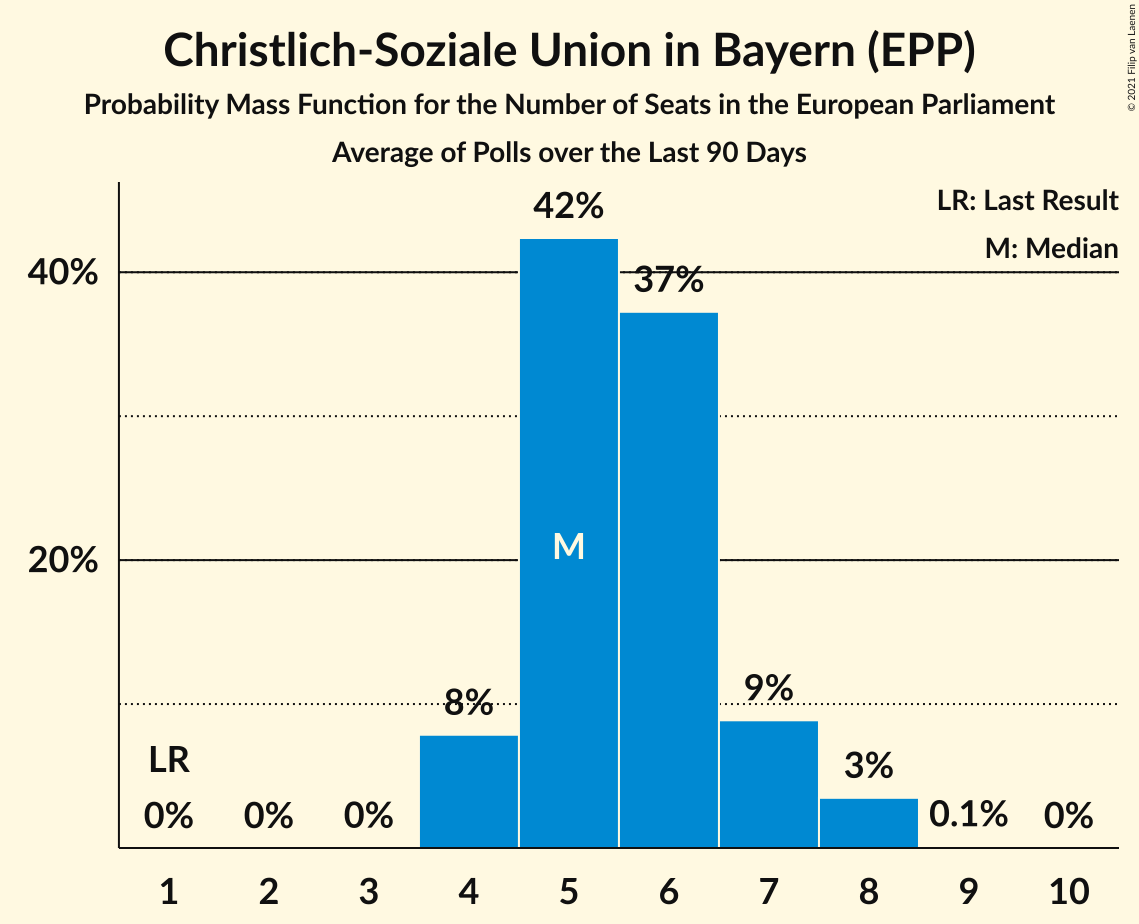 Christlich-Soziale Union in Bayern (EPP)
Probability Mass Function for the Number of Seats in the European Parliament
Average of Polls over the Last 90 Days
© 2021 Filip van Laenen
LR: Last Result
M: Median
42%
40%
37%
M
20%
8%
9%
LR
3%
0%
0%
0%
0.1%
0%
1 2 3 4 5 6 7 8 9 10